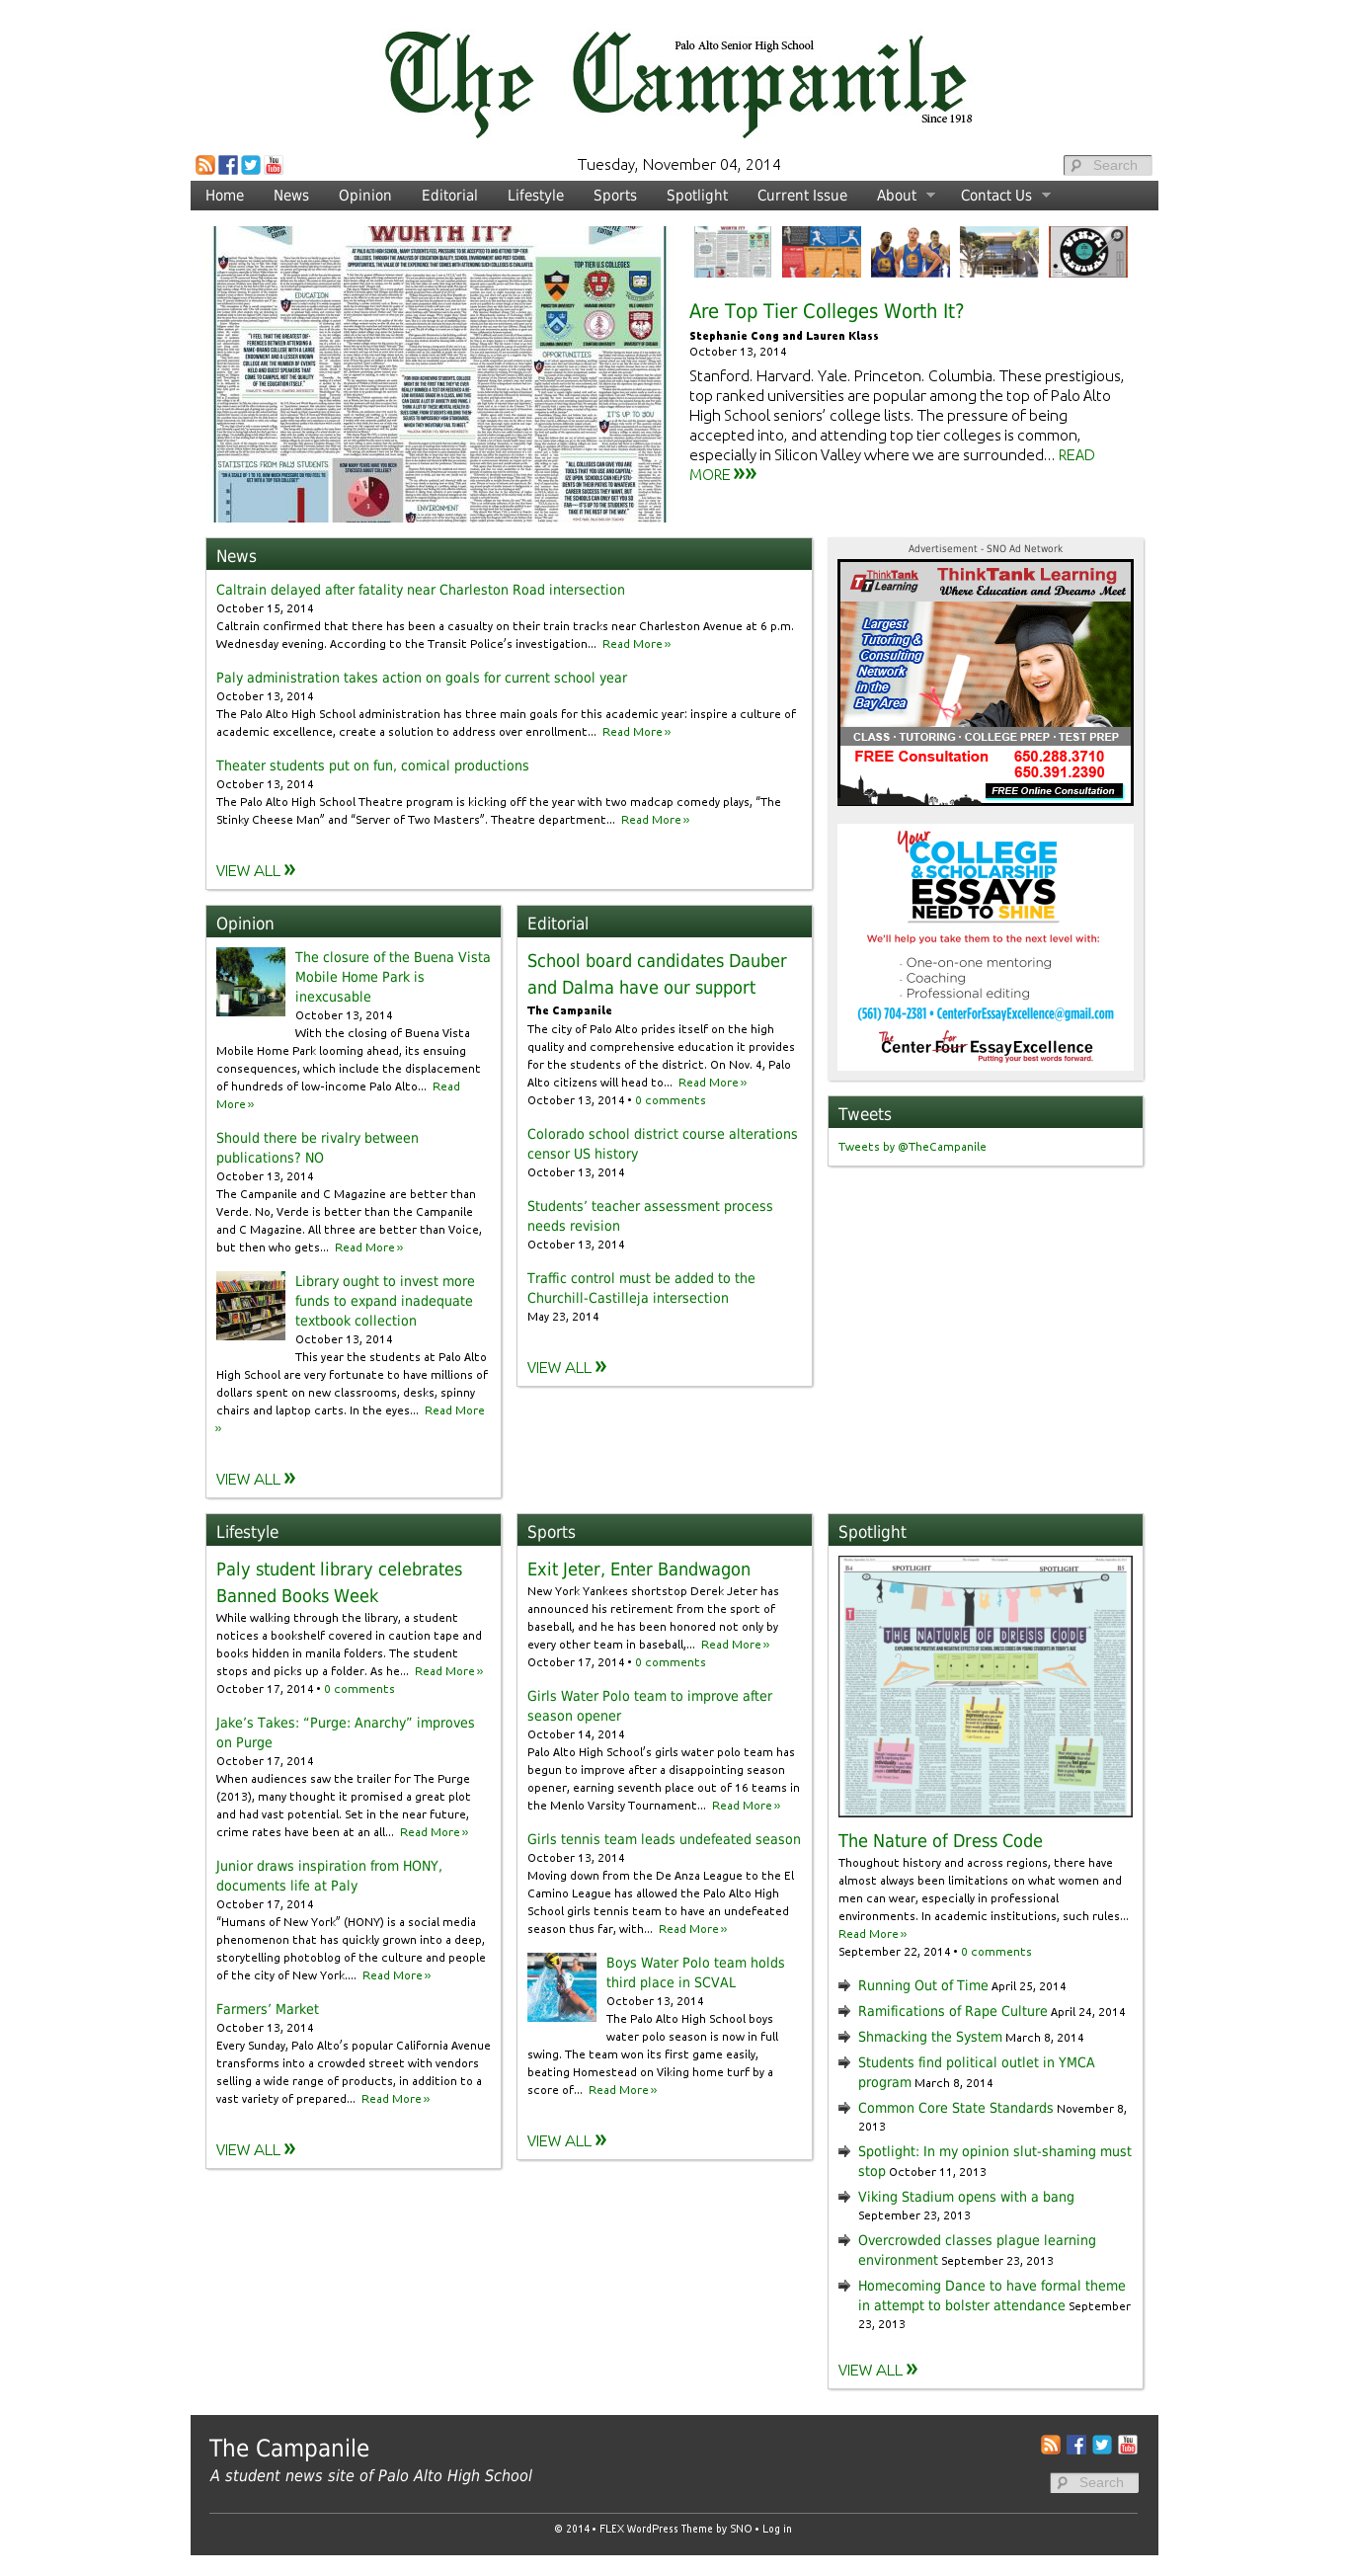 The Campanile
Palo Alto Senior High School
Since 1918
Tuesday, November 04, 2014
Search
Home News Opinion Editorial Lifestyle Sports Spotlight Current Issue About Contact Us
WORTH IT?
TOP TIER U.S COLLEGES
EDUCATION
OPPORTUNITIES
IT'S UP TO YOU
STATISTICS FROM PALY STUDENTS
ENVIRONMENT
Are Top Tier Colleges Worth It?
Stephanie Cong and Lauren Klass
October 13, 2014
Stanford. Harvard. Yale. Princeton. Columbia. These prestigious,
top ranked universities are popular among the top of Palo Alto
High School seniors’ college lists. The pressure of being
accepted into, and attending top tier colleges is common,
especially in Silicon Valley where we are surrounded... READ
MORE »»
News
Caltrain delayed after fatality near Charleston Road intersection
October 15, 2014
Caltrain confirmed that there has been a casualty on their train tracks near Charleston Avenue at 6 p.m.
Wednesday evening. According to the Transit Police’s investigation... Read More »
Paly administration takes action on goals for current school year
October 13, 2014
The Palo Alto High School administration has three main goals for this academic year: inspire a culture of
academic excellence, create a solution to address over enrollment... Read More »
Theater students put on fun, comical productions
October 13, 2014
The Palo Alto High School Theatre program is kicking off the year with two madcap comedy plays, “The
Stinky Cheese Man” and “Server of Two Masters”. Theatre department... Read More »
VIEW ALL »
Advertisement - SNO Ad Network
ThinkTank Learning
ThinkTank Learning
Where Education and Dreams Meet
Largest
Tutoring &
Consulting
Network
in the
Bay Area
CLASS · TUTORING · COLLEGE PREP · TEST PREP
FREE Consultation 650.288.3710
650.391.2390
FREE Online Consultation
Your
COLLEGE
& SCHOLARSHIP
ESSAYS
NEED TO SHINE
We'll help you take them to the next level with:
· One-on-one mentoring
· Coaching
· Professional editing
(561) 704-2381 • CenterForEssayExcellence@gmail.com
The Center For EssayExcellence
Putting your best words forward.
Tweets
Tweets by @TheCampanile
Opinion
The closure of the Buena Vista
Mobile Home Park is
inexcusable
October 13, 2014
With the closing of Buena Vista
Mobile Home Park looming ahead, its ensuing
consequences, which include the displacement
of hundreds of low-income Palo Alto... Read
More »
Should there be rivalry between
publications? NO
October 13, 2014
The Campanile and C Magazine are better than
Verde. No, Verde is better than the Campanile
and C Magazine. All three are better than Voice,
but then who gets... Read More »
Library ought to invest more
funds to expand inadequate
textbook collection
October 13, 2014
This year the students at Palo Alto
High School are very fortunate to have millions of
dollars spent on new classrooms, desks, spinny
chairs and laptop carts. In the eyes... Read More
»
VIEW ALL »
Editorial
School board candidates Dauber
and Dalma have our support
The Campanile
The city of Palo Alto prides itself on the high
quality and comprehensive education it provides
for the students of the district. On Nov. 4, Palo
Alto citizens will head to... Read More »
October 13, 2014 • 0 comments
Colorado school district course alterations
censor US history
October 13, 2014
Students’ teacher assessment process
needs revision
October 13, 2014
Traffic control must be added to the
Churchill-Castilleja intersection
May 23, 2014
VIEW ALL »
Lifestyle
Paly student library celebrates
Banned Books Week
While walking through the library, a student
notices a bookshelf covered in caution tape and
books hidden in manila folders. The student
stops and picks up a folder. As he... Read More »
October 17, 2014 • 0 comments
Jake’s Takes: “Purge: Anarchy” improves
on Purge
October 17, 2014
When audiences saw the trailer for The Purge
(2013), many thought it promised a great plot
and had vast potential. Set in the near future,
crime rates have been at an all... Read More »
Junior draws inspiration from HONY,
documents life at Paly
October 17, 2014
“Humans of New York” (HONY) is a social media
phenomenon that has quickly grown into a deep,
storytelling photoblog of the culture and people
of the city of New York.... Read More »
Farmers’ Market
October 13, 2014
Every Sunday, Palo Alto’s popular California Avenue
transforms into a crowded street with vendors
selling a wide range of products, in addition to a
vast variety of prepared... Read More »
VIEW ALL »
Sports
Exit Jeter, Enter Bandwagon
New York Yankees shortstop Derek Jeter has
announced his retirement from the sport of
baseball, and he has been honored not only by
every other team in baseball,... Read More »
October 17, 2014 • 0 comments
Girls Water Polo team to improve after
season opener
October 14, 2014
Palo Alto High School’s girls water polo team has
begun to improve after a disappointing season
opener, earning seventh place out of 16 teams in
the Menlo Varsity Tournament... Read More »
Girls tennis team leads undefeated season
October 13, 2014
Moving down from the De Anza League to the El
Camino League has allowed the Palo Alto High
School girls tennis team to have an undefeated
season thus far, with... Read More »
Boys Water Polo team holds
third place in SCVAL
October 13, 2014
The Palo Alto High School boys
water polo season is now in full
swing. The team won its first game easily,
beating Homestead on Viking home turf by a
score of... Read More »
VIEW ALL »
Spotlight
SPOTLIGHT
SPOTLIGHT
THE NATURE OF DRESS CODE
The Nature of Dress Code
Thoughout history and across regions, there have
almost always been limitations on what women and
men can wear, especially in professional
environments. In academic institutions, such rules...
Read More »
September 22, 2014 • 0 comments
Running Out of Time April 25, 2014
Ramifications of Rape Culture April 24, 2014
Shmacking the System March 8, 2014
Students find political outlet in YMCA
program March 8, 2014
Common Core State Standards November 8,
2013
Spotlight: In my opinion slut-shaming must
stop October 11, 2013
Viking Stadium opens with a bang
September 23, 2013
Overcrowded classes plague learning
environment September 23, 2013
Homecoming Dance to have formal theme
in attempt to bolster attendance September
23, 2013
VIEW ALL »
The Campanile
A student news site of Palo Alto High School
Search
© 2014 • FLEX WordPress Theme by SNO • Log in